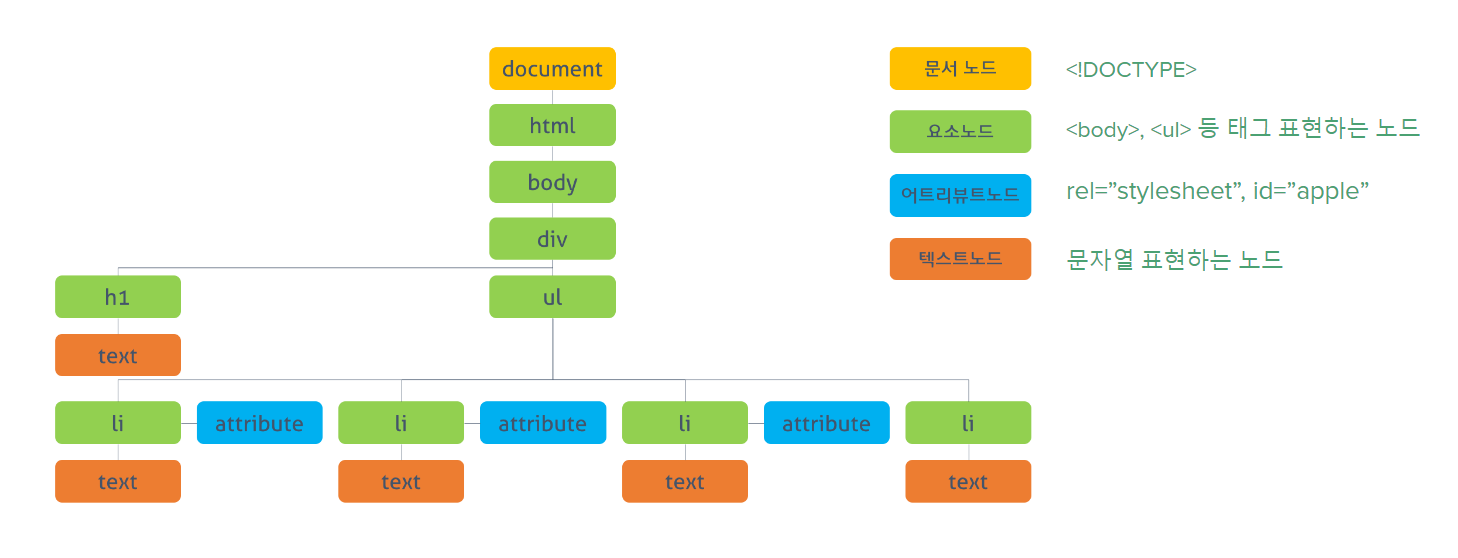 document
문서 노드
<!DOCTYPE>
html
요소노드
<body>, <ul> 등 태그 표현하는 노드
body
어트리뷰트노드
rel=”stylesheet”, id=”apple”
div
텍스트노드
문자열 표현하는 노드
h1
ul
text
li
attribute
li
attribute
li
attribute
li
text
text
text
text